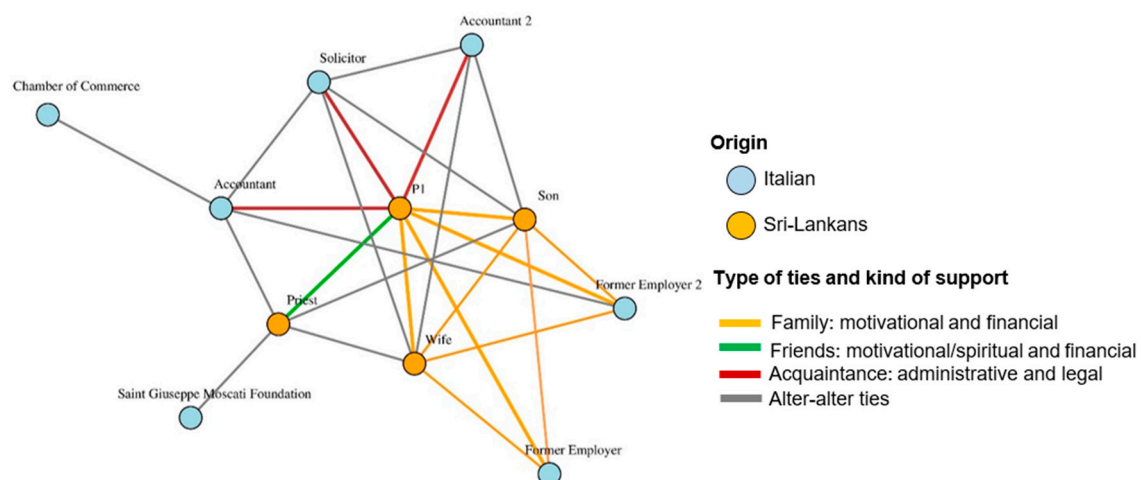 Accountant 2
Solicitor
Chamber of Commerce
Accountant
P1
Son
Former Employer 2
Priest
Wife
Saint Giuseppe Moscati Foundation
Former Employer
Origin
Italian
Sri-Lankans
Type of ties and kind of support
Family: motivational and financial
Friends: motivational/spiritual and financial
Acquaintance: administrative and legal
Alter-alter ties